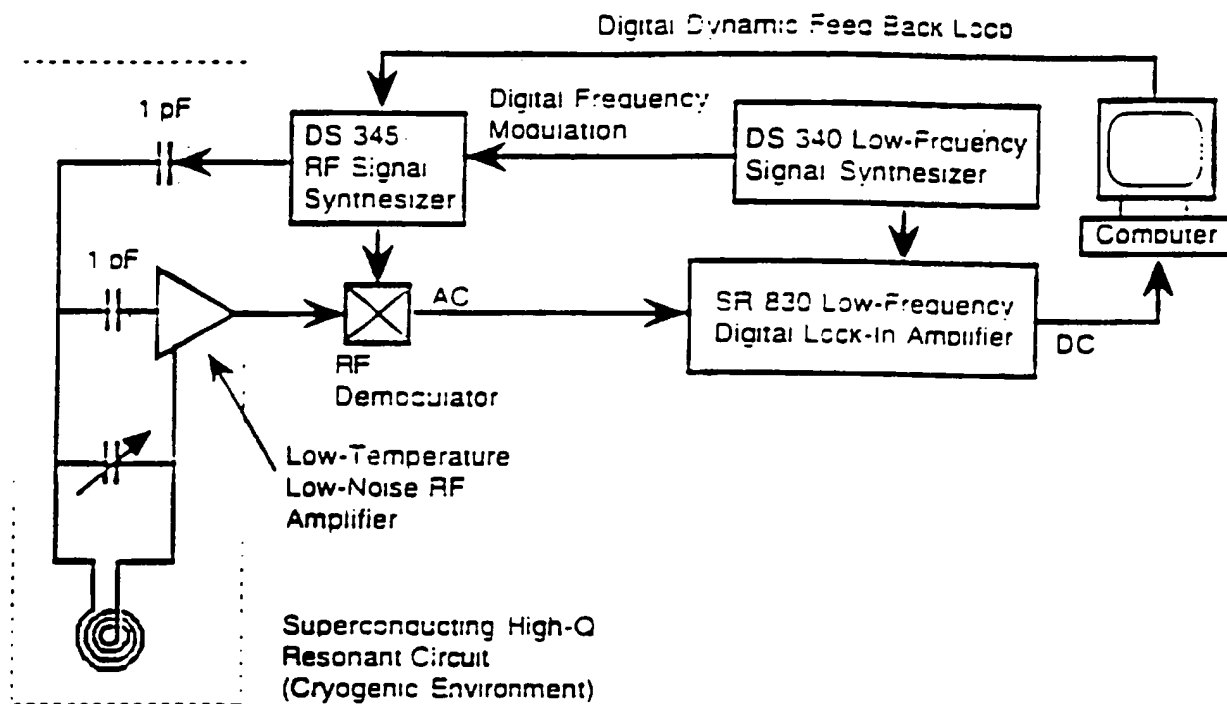 Digital Dynamic Feed Back Loop
1 pF
DS 345
RF Signal
Synthesizer
Digital Frequency
Modulation
DS 340 Low-Frquency
Signal Synthesizer
Computer
1 pF
AC
SR 830 Low-Frequency
Digital Lock-In Amplifier
DC
RF
Demodulator
Low-Temperature
Low-Noise RF
Amplifier
Superconducting High-Q
Resonant Circuit
(Cryogenic Environment)